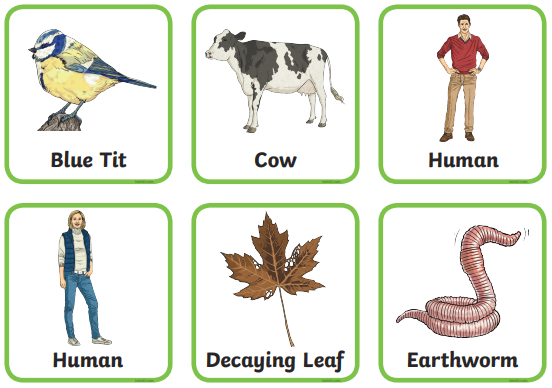 Blue Tit
Cow
Human
Human
Decaying Leaf
Earthworm